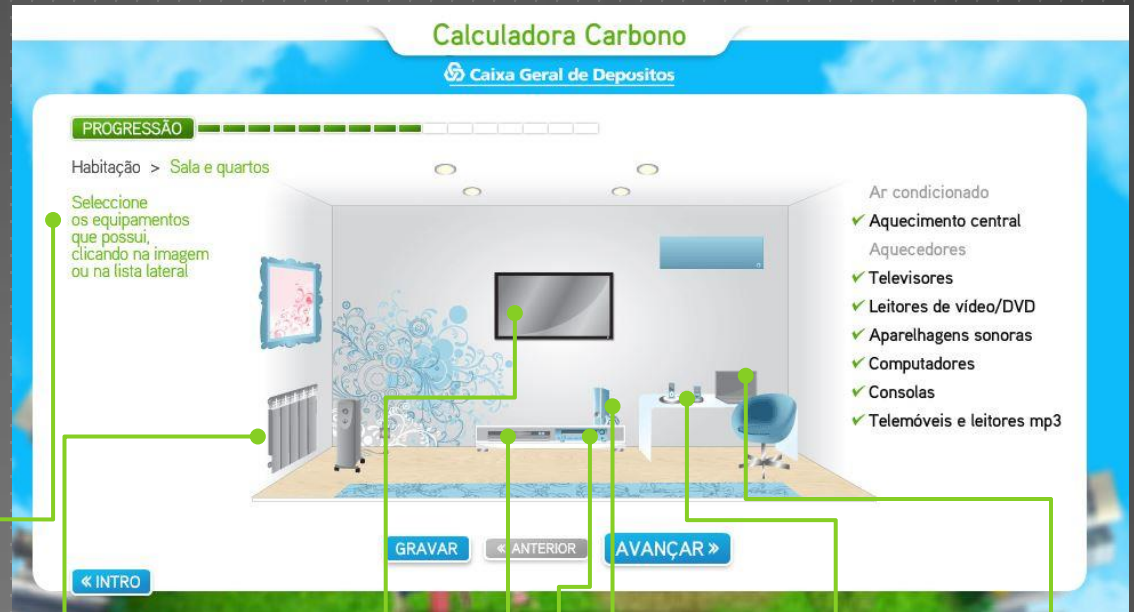 Calculadora Carbono
Caixa Geral de Depositos
PROGRESSÃO
Habitação > Sala e quartos
Seleccione
os equipamentos
que possui,
clicando na imagem
ou na lista lateral
Ar condicionado
Aquecimento central
Aquecedores
Televisores
Leitores de vídeo/DVD
Aparelhagens sonoras
Computadores
Consolas
Telemóveis e leitores mp3
GRAVAR
« ANTERIOR
AVANÇAR »
« INTRO